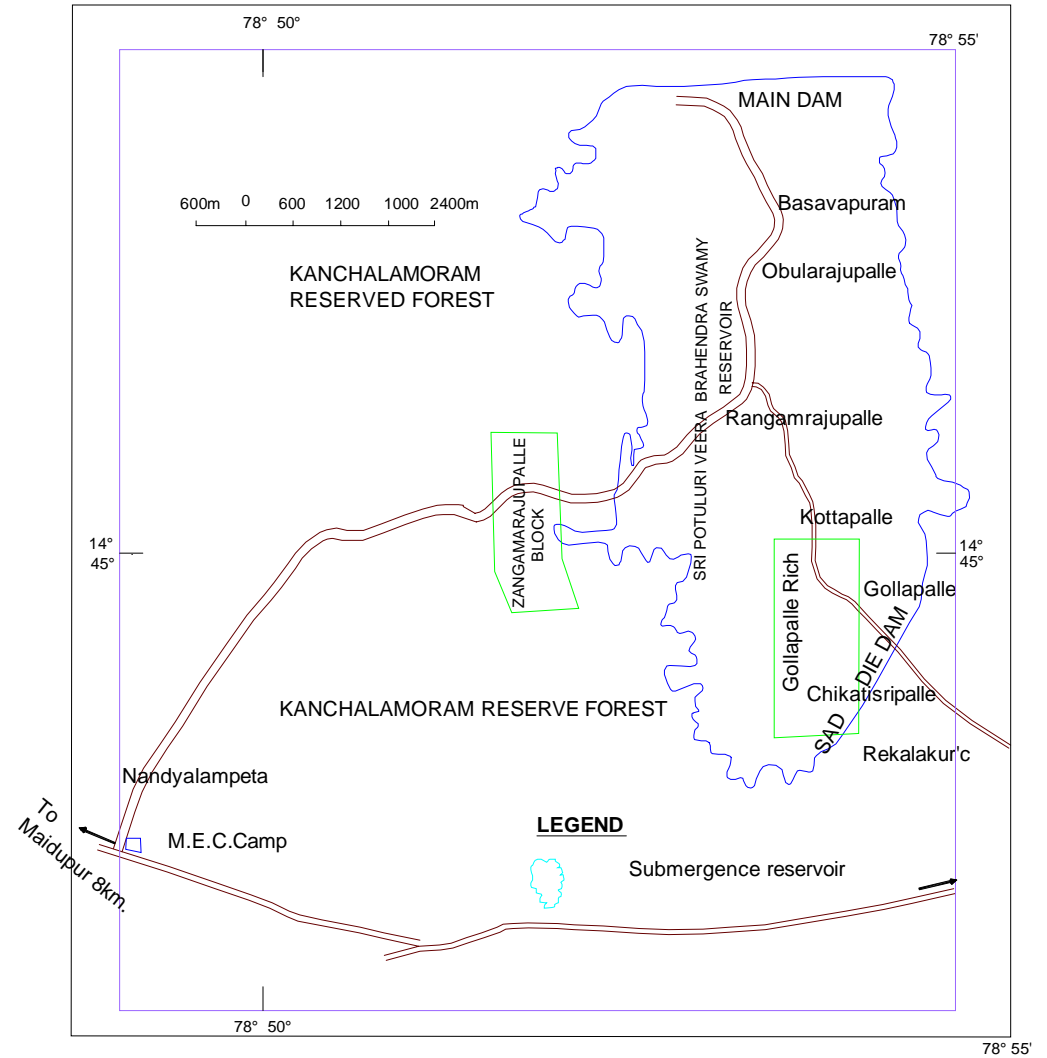 78° 50'
78° 55'
MAIN DAM
600m 0 600 1200 1000 2400m
Basavapuram
KANCHALAMORAM
RESERVED FOREST
Obularajupalle
SRI POTULURI VEERA BRAHENDRA SWAMY
RESERVOIR
Rangamrajupalle
ZANGAMARAJUPALLE
BLOCK
Kottapalle
14°
45°
14°
45°
Gollapalle
Gollapalle Rich
SAD DIE DAM
Chikatisripalle
KANCHALAMORAM RESERVE FOREST
Rekalakur'c
Nandyalampeta
To
Maidupur 8km.
M.E.C.Camp
LEGEND
Submergence reservoir
78° 50'
78° 55'